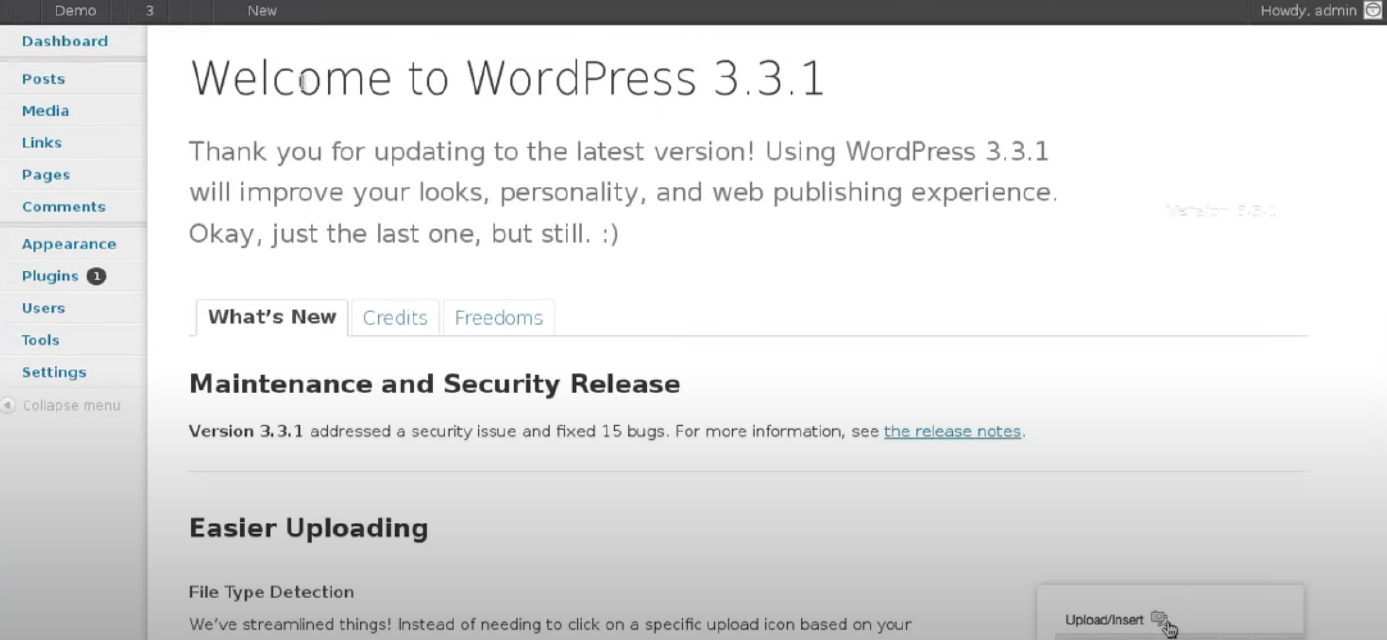 Demo 3 New Howdy, admin
Dashboard
Posts
Media
Links
Pages
Comments
Appearance
Plugins 1
Users
Tools
Settings
Collapse menu
Welcome to WordPress 3.3.1
Thank you for updating to the latest version! Using WordPress 3.3.1
will improve your looks, personality, and web publishing experience.
Okay, just the last one, but still. :)
What's New Credits Freedoms
Maintenance and Security Release
Version 3.3.1 addressed a security issue and fixed 15 bugs. For more information, see the release notes.
Easier Uploading
File Type Detection
We've streamlined things! Instead of needing to click on a specific upload icon based on your
Upload/Insert